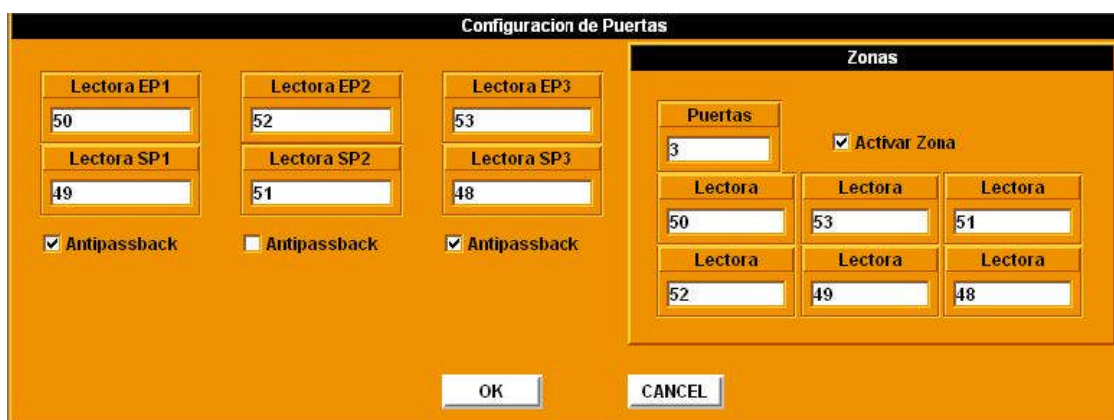 Configuracion de Puertas
Lectora EP1
50
Lectora SP1
49
Antipassback
Lectora EP2
52
Lectora SP2
51
Antipassback
Lectora EP3
53
Lectora SP3
48
Antipassback
Zonas
Puertas
3
Activar Zona
Lectora
50
Lectora
53
Lectora
51
Lectora
52
Lectora
49
Lectora
48
OK
CANCEL